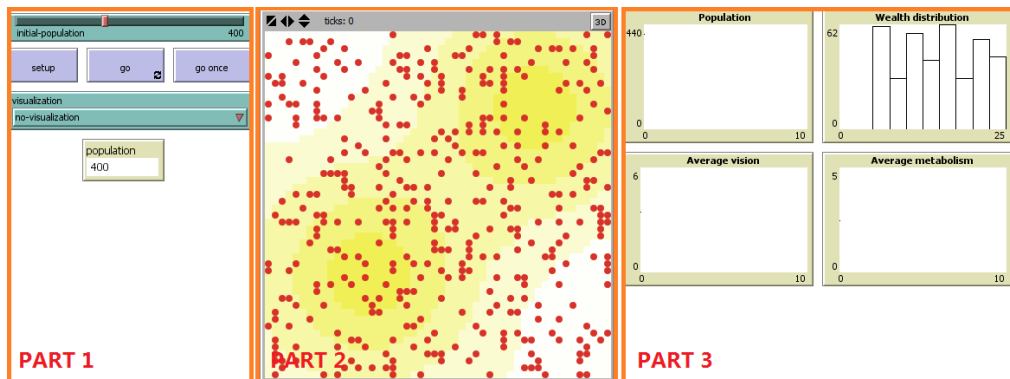 initial-population 400
setup
go
go once
visualization
no-visualization
population
400
PART 1
ticks: 0
3D
PART 2
Population
440
0
0 10
Wealth distribution
62
0
0 25
Average vision
6
0
0 10
Average metabolism
5
0
0 10
PART 3